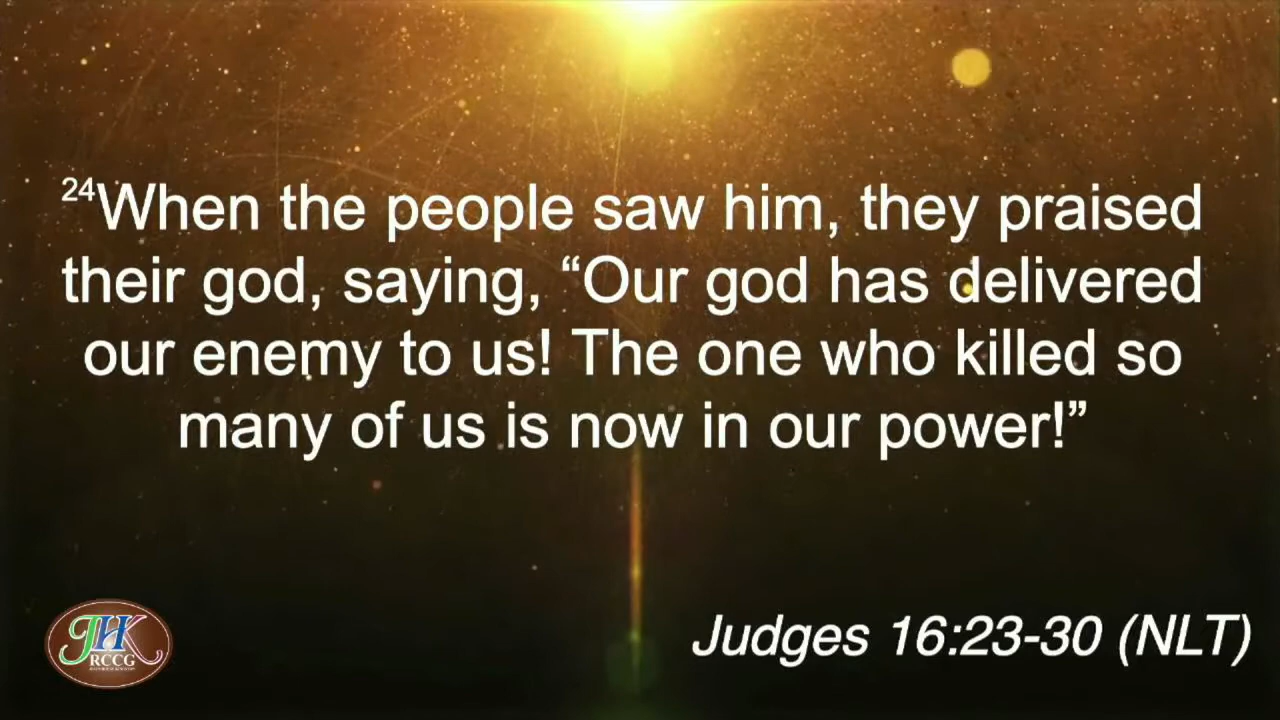 24When the people saw him, they praised
their god, saying, “Our god has delivered
our enemy to us! The one who killed so
many of us is now in our power!”
Judges 16:23-30 (NLT)
JHK
RCCG